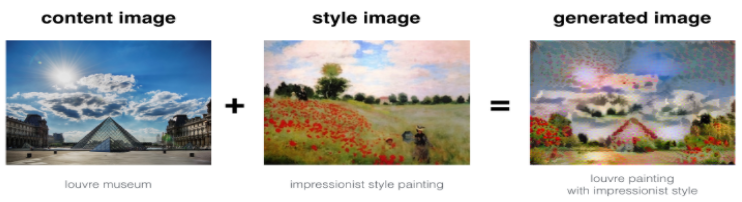 content image
style image
generated image
+
=
louvre museum
impressionist style painting
louvre painting
with impressionist style